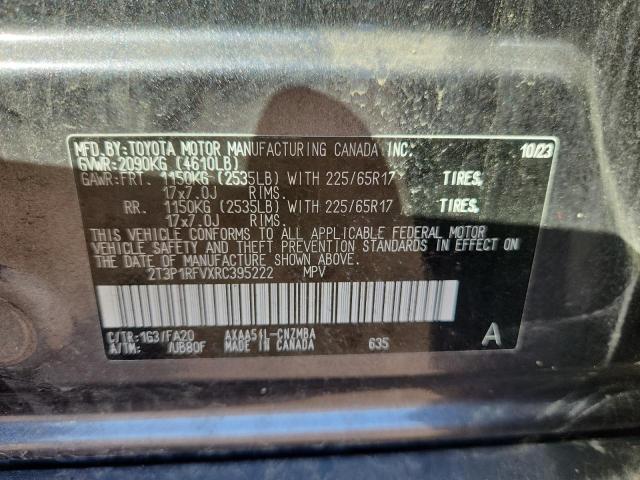 MFD.BY:TOYOTA MOTOR MANUFACTURING CANADA INC. 10/23
GVWR:2090KG (4610LB)
GAWR:FRT. 1150KG (2535LB) WITH 225/65R17 TIRES,
17x7.0J RIMS.
RR. 1150KG (2535LB) WITH 225/65R17 TIRES,
17x7.0J RIMS.
THIS VEHICLE CONFORMS TO ALL APPLICABLE FEDERAL MOTOR
VEHICLE SAFETY AND THEFT PREVENTION STANDARDS IN EFFECT ON
THE DATE OF MANUFACTURE SHOWN ABOVE.
2T3P1RFVXRC395222 MPV
C/TR:1G3/FA20 AXAA54L-CNZMBA
A/TM: /UB80F MADE IN CANADA 635 A